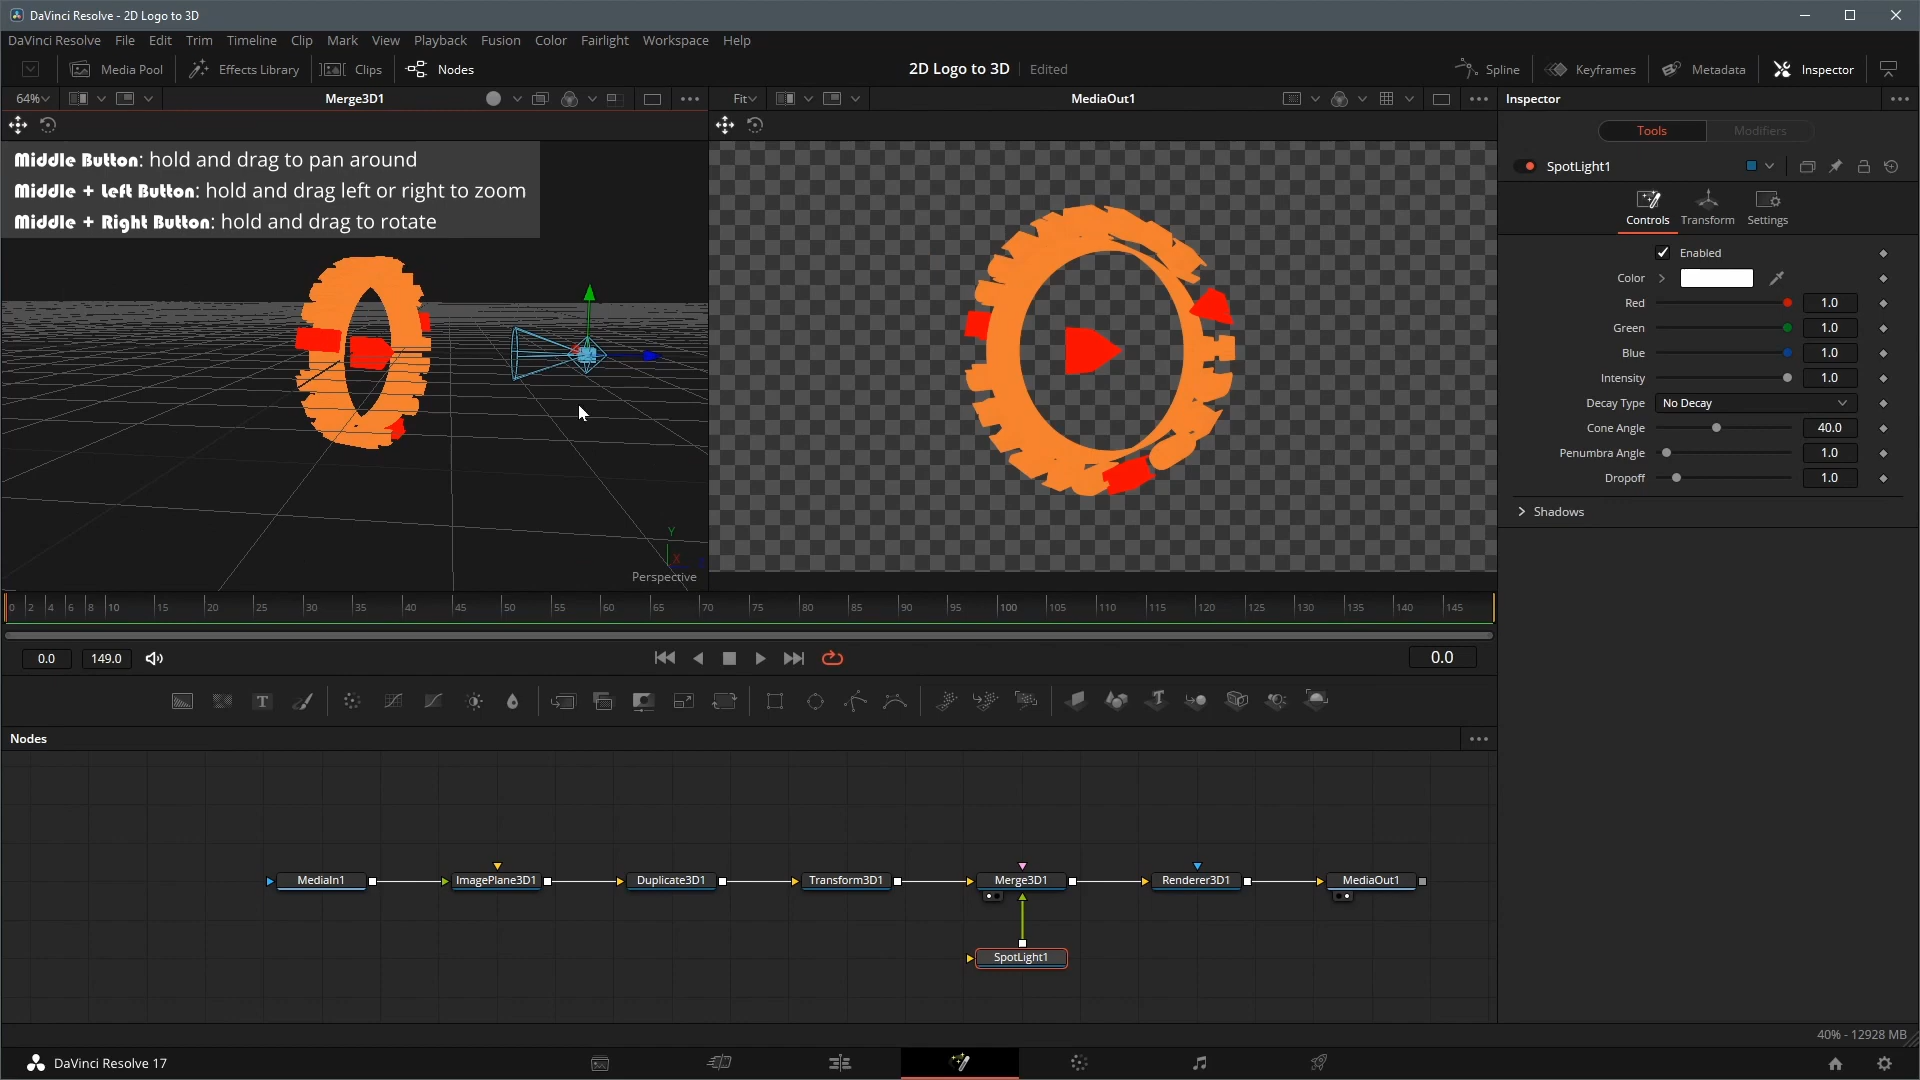 DaVinci Resolve - 2D Logo to 3D
DaVinci Resolve File Edit Trim Timeline Clip Mark View Playback Fusion Color Fairlight Workspace Help
Media Pool Effects Library Clips Nodes 2D Logo to 3D Edited Spline Keyframes Metadata Inspector
64% Merge3D1 Fit MediaOut1 Inspector
Tools Modifiers
Middle Button: hold and drag to pan around
Middle + Left Button: hold and drag left or right to zoom
Middle + Right Button: hold and drag to rotate
SpotLight1
Controls Transform Settings
Enabled
Color
Red 1.0
Green 1.0
Blue 1.0
Intensity 1.0
Decay Type No Decay
Cone Angle 40.0
Penumbra Angle 1.0
Dropoff 1.0
Shadows
Y
X
Perspective
0 2 4 6 8 10 15 20 25 30 35 40 45 50 55 60 65 70 75 80 85 90 95 100 105 110 115 120 125 130 135 140 145
0.0 149.0 0.0
T
Nodes
MediaIn1 ImagePlane3D1 Duplicate3D1 Transform3D1 Merge3D1 Renderer3D1 MediaOut1
SpotLight1
40% - 12928 MB
DaVinci Resolve 17